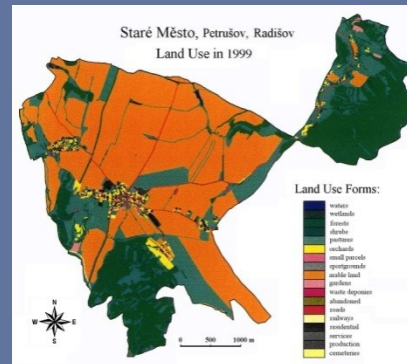 Staré Město, Petrušov, Radišov
Land Use in 1999
Land Use Forms:
waters
wetlands
forests
shrubs
pastures
orchards
small parcels
sportgrounds
arable land
gardens
waste deponies
abandoned
roads
railways
residential
services
production
cemeteries
N
W E
S
0 500 1000 m